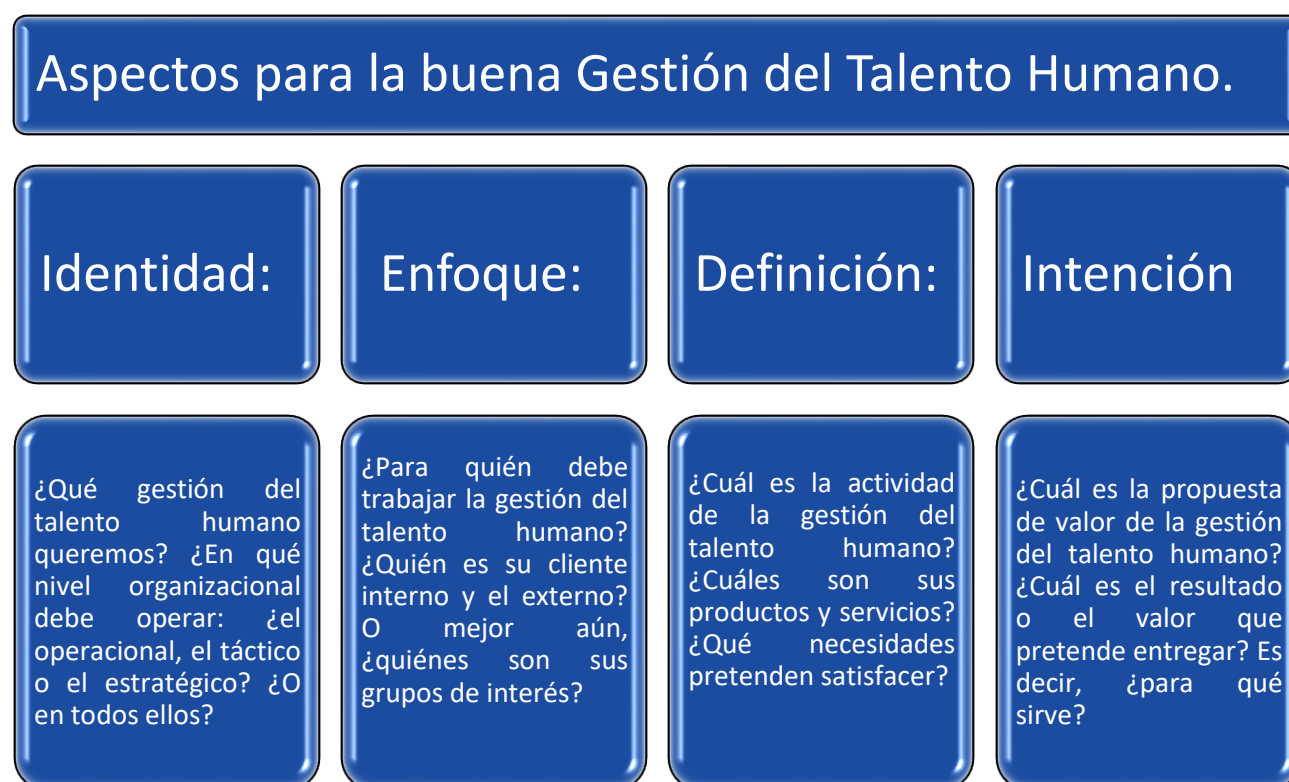 Aspectos para la buena Gestión del Talento Humano.
Identidad:
Enfoque:
Definición:
Intención
¿Qué gestión del
talento humano
queremos? ¿En qué
nivel organizacional
debe operar: ¿el
operacional, el táctico
o el estratégico? ¿O
en todos ellos?
¿Para quién debe
trabajar la gestión del
talento humano?
¿Quién es su cliente
interno y el externo?
O mejor aún,
¿quiénes son sus
grupos de interés?
¿Cuál es la actividad
de la gestión del
talento humano?
¿Cuáles son sus
productos y servicios?
¿Qué necesidades
pretenden satisfacer?
¿Cuál es la propuesta
de valor de la gestión
del talento humano?
¿Cuál es el resultado
o el valor que
pretende entregar? Es
decir, ¿para qué
sirve?